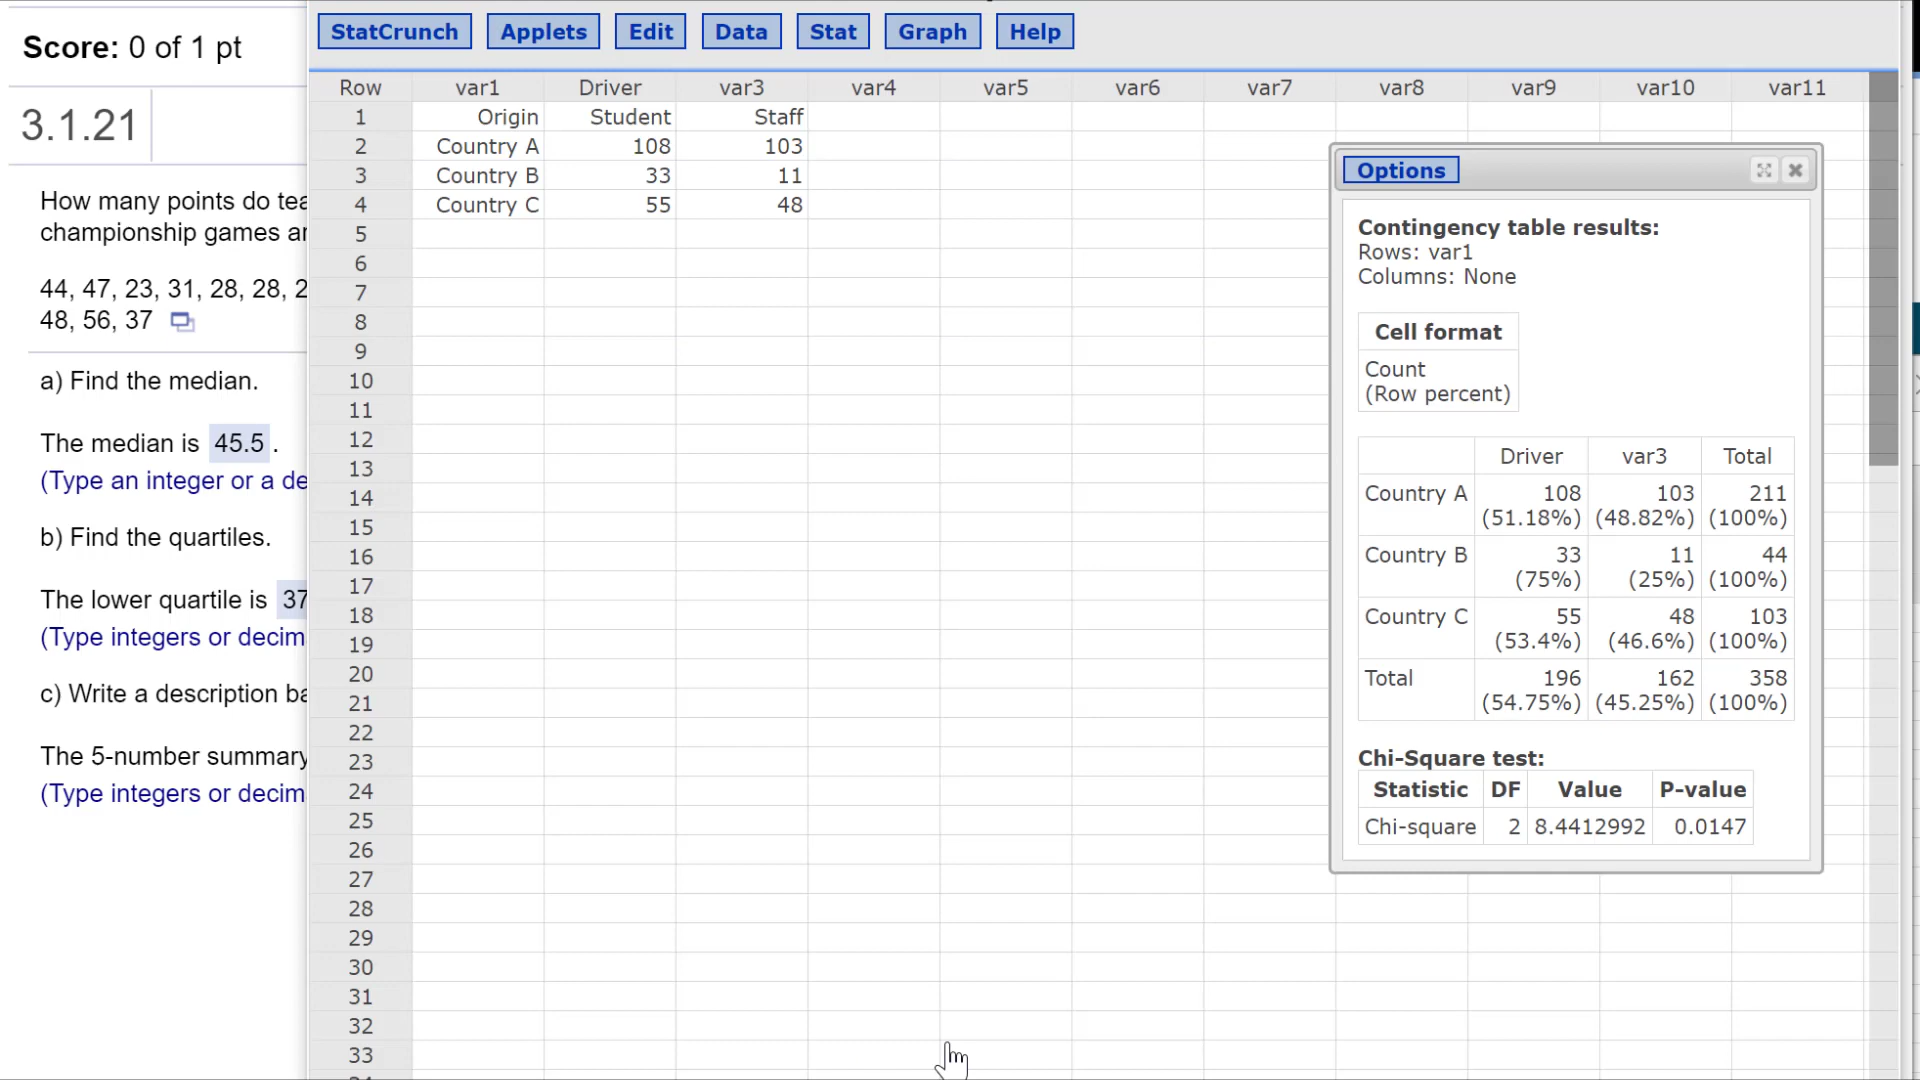 Score: 0 of 1 pt
3.1.21
How many points do tea
championship games ar
44, 47, 23, 31, 28, 28, 2
48, 56, 37
a) Find the median.
The median is 45.5 .
(Type an integer or a de
b) Find the quartiles.
The lower quartile is 37
(Type integers or decim
c) Write a description ba
The 5-number summary
(Type integers or decim
StatCrunch Applets Edit Data Stat Graph Help
Row var1 Driver var3 var4 var5 var6 var7 var8 var9 var10 var11
1 Origin Student Staff
2 Country A 108 103
3 Country B 33 11
4 Country C 55 48
5
6
7
8
9
10
11
12
13
14
15
16
17
18
19
20
21
22
23
24
25
26
27
28
29
30
31
32
33
Options
Contingency table results:
Rows: var1
Columns: None
Cell format
Count
(Row percent)
Driver var3 Total
Country A 108 103 211
(51.18%) (48.82%) (100%)
Country B 33 11 44
(75%) (25%) (100%)
Country C 55 48 103
(53.4%) (46.6%) (100%)
Total 196 162 358
(54.75%) (45.25%) (100%)
Chi-Square test:
Statistic DF Value P-value
Chi-square 2 8.4412992 0.0147